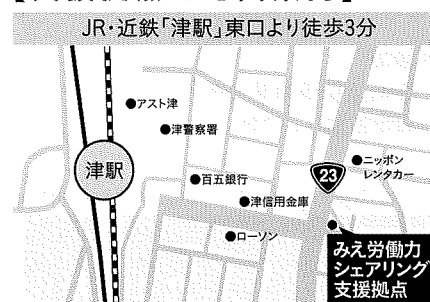 JR・近鉄「津駅」東口より徒歩3分
●アスト津
●津警察署
津駅
●百五銀行
23
●ニッポン
レンタカー
●津信用金庫
●ローソン
みえ労働力
シェアリング
支援拠点